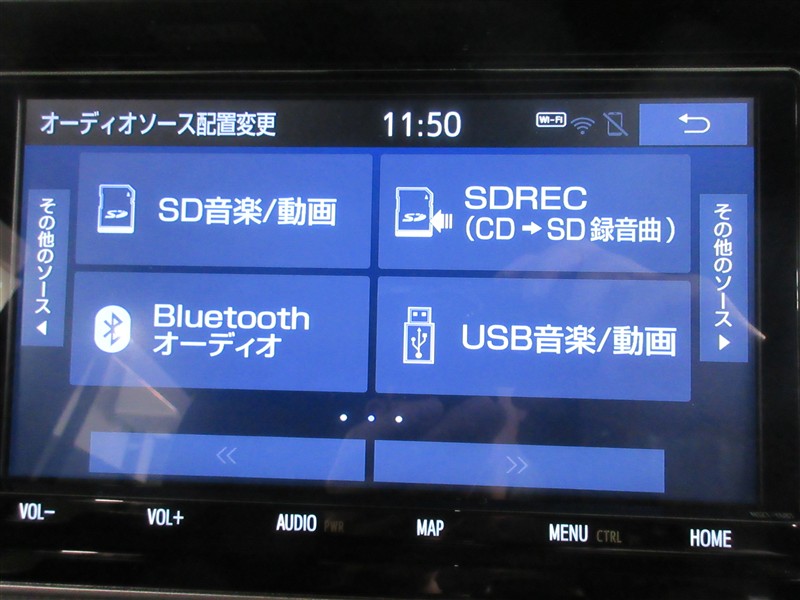 オーディオソース配置変更
11:50
Wi-Fi
その他のソース◀
SD
SD音楽/動画
SD
SDREC
(CD➡SD録音曲)
その他のソース▶
Bluetooth
オーディオ
USB音楽/動画
VOL−
VOL+
AUDIO PWR
MAP
MENU CTRL
HOME